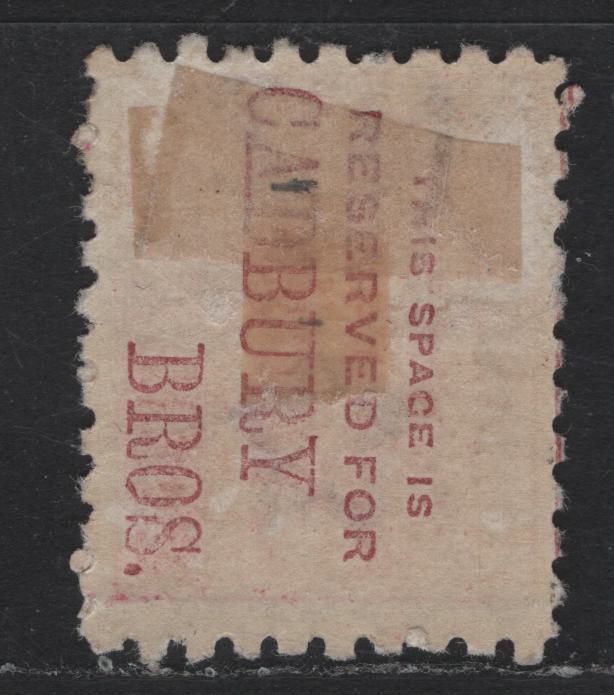 THIS SPACE IS
RESERVED FOR
CADBURY
BROS.